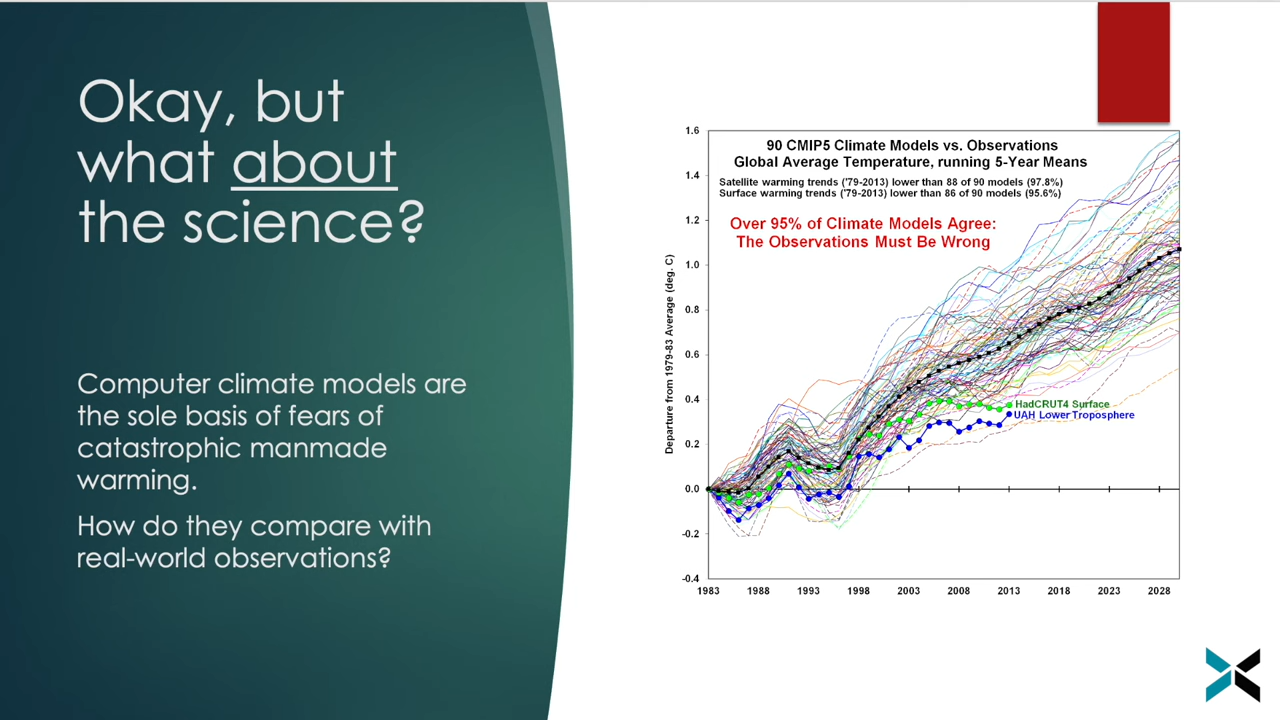 Okay, but
what about
the science?
Computer climate models are
the sole basis of fears of
catastrophic manmade
warming.
How do they compare with
real-world observations?
90 CMIP5 Climate Models vs. Observations
Global Average Temperature, running 5-Year Means
Satellite warming trends ('79-2013) lower than 88 of 90 models (97.8%)
Surface warming trends ('79-2013) lower than 86 of 90 models (95.6%)
Over 95% of Climate Models Agree:
The Observations Must Be Wrong
Departure from 1979-83 Average (deg. C)
1.6
1.4
1.2
1.0
0.8
0.6
0.4
0.2
0.0
-0.2
-0.4
HadCRUT4 Surface
UAH Lower Troposphere
1983 1988 1993 1998 2003 2008 2013 2018 2023 2028